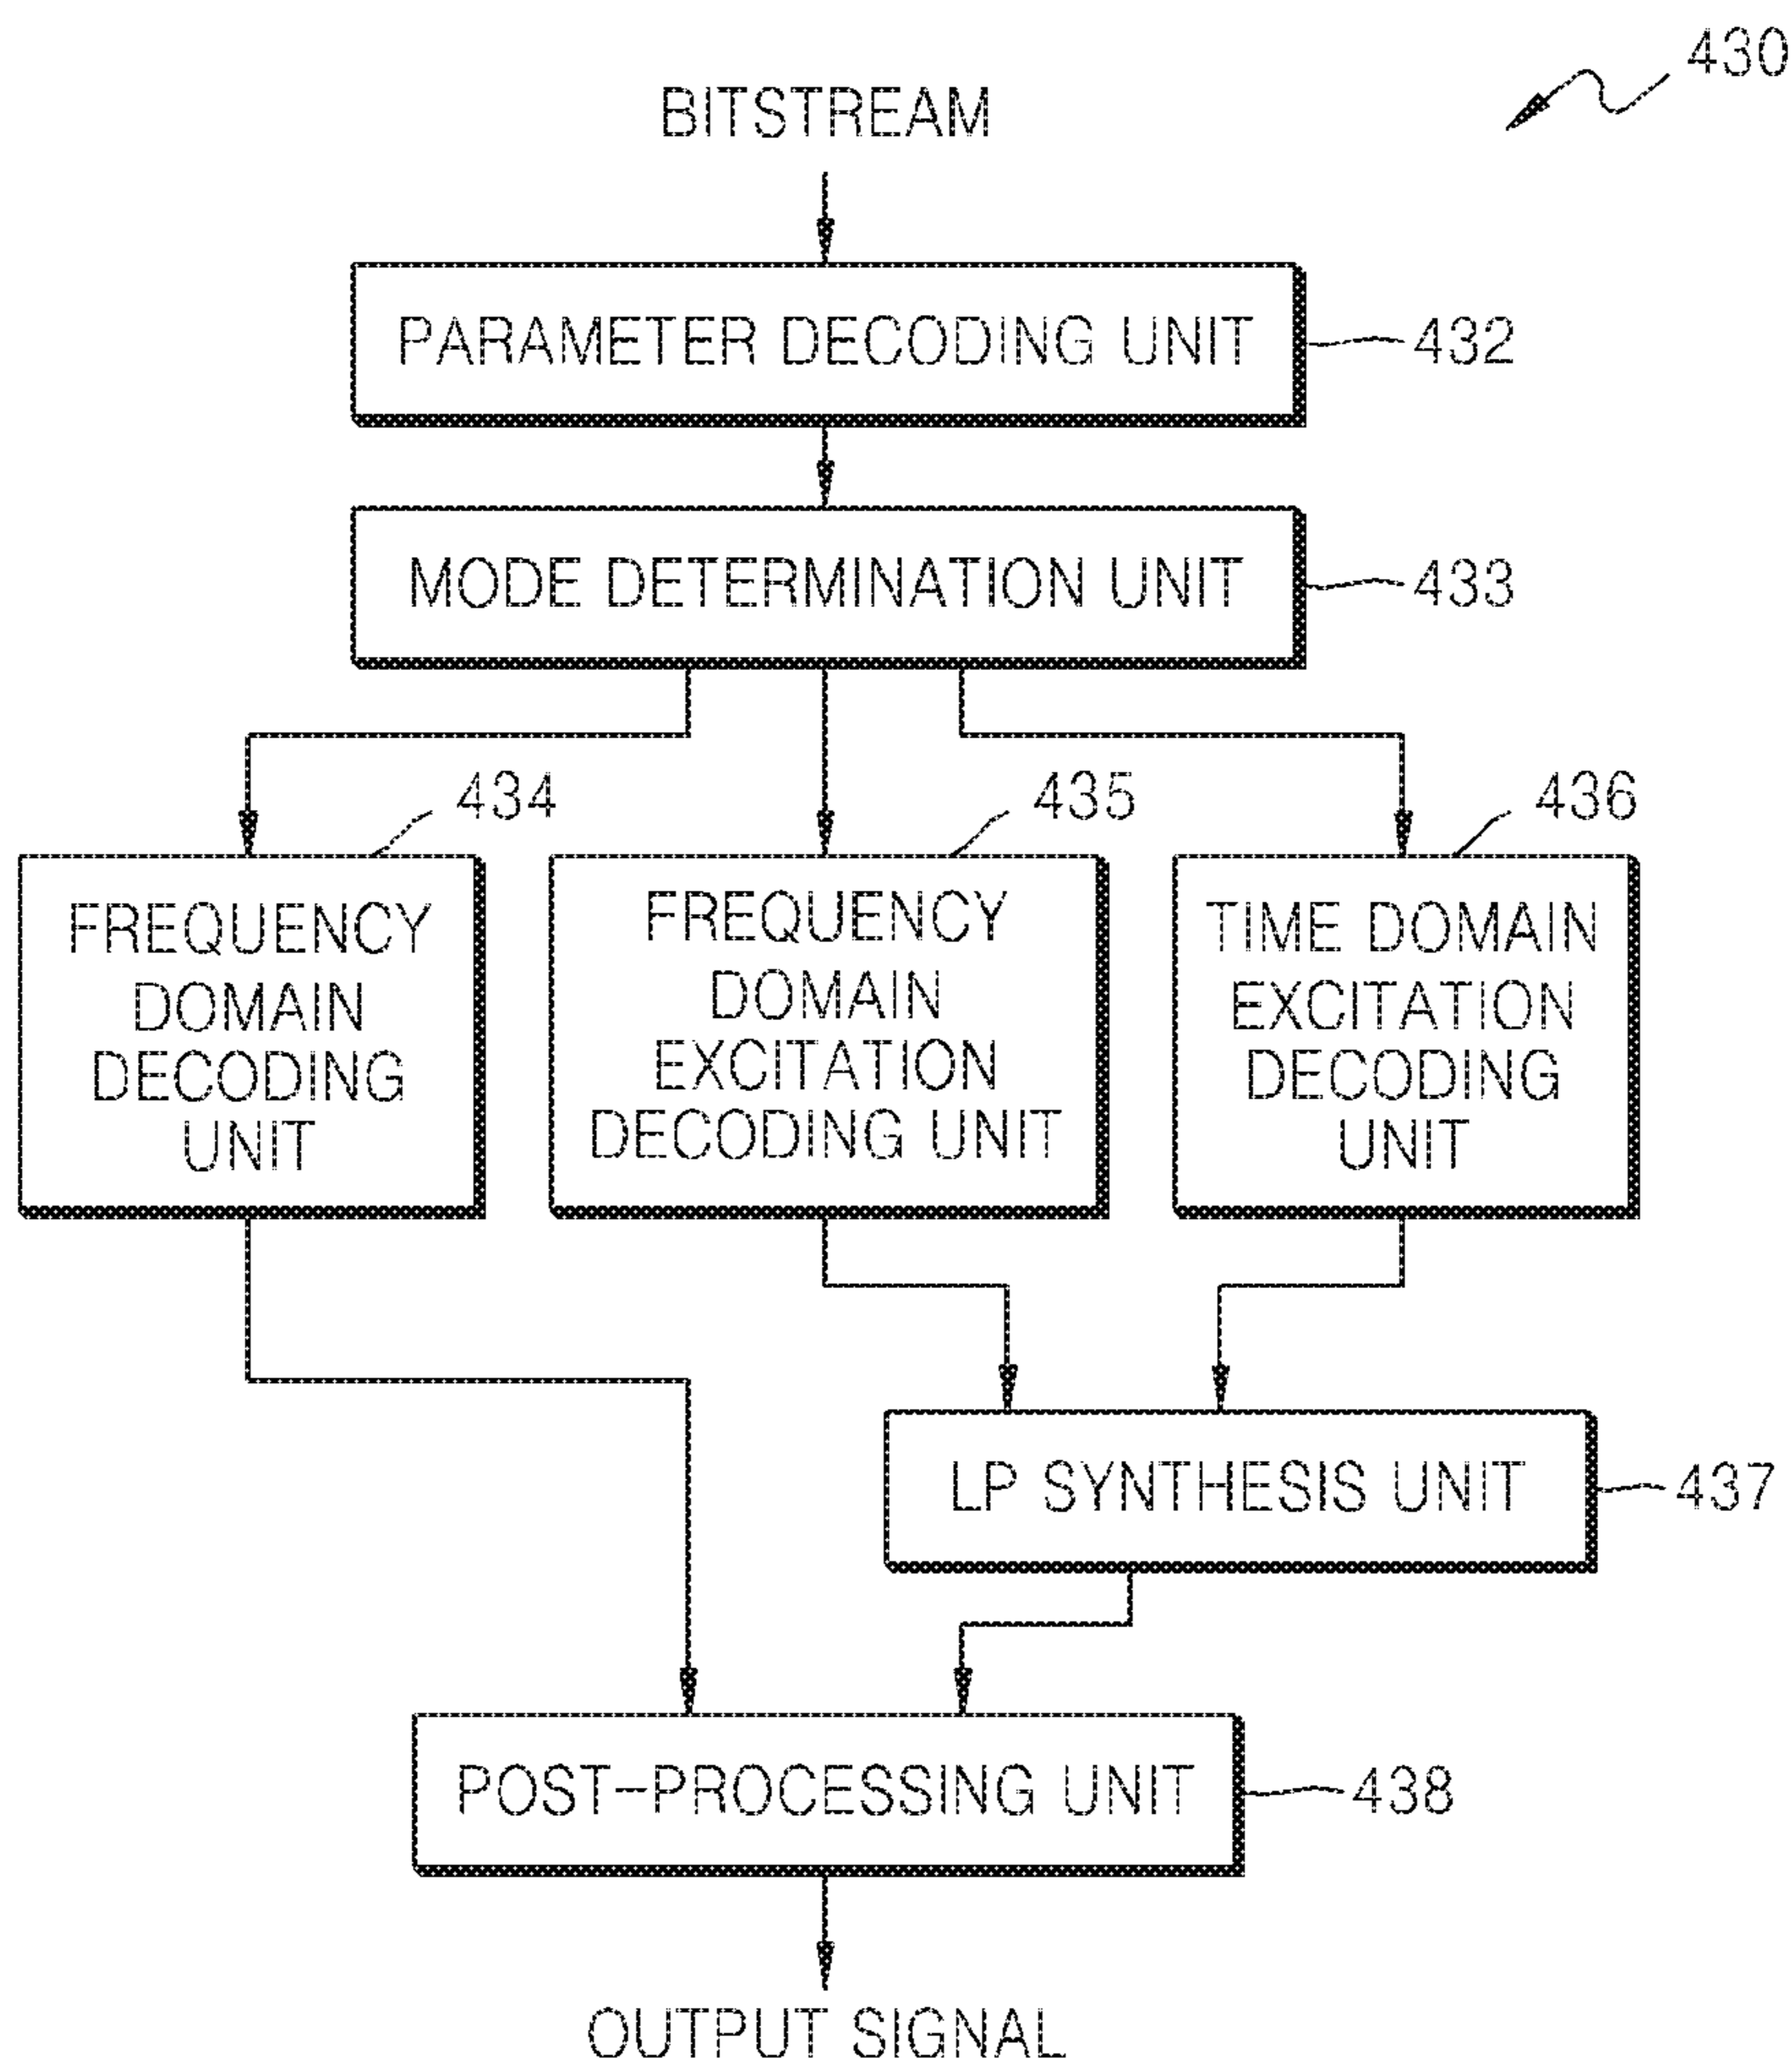 430
BITSTREAM
PARAMETER DECODING UNIT
432
MODE DETERMINATION UNIT
433
434
435
436
FREQUENCY
DOMAIN
DECODING
UNIT
FREQUENCY
DOMAIN
EXCITATION
DECODING UNIT
TIME DOMAIN
EXCITATION
DECODING
UNIT
LP SYNTHESIS UNIT
437
POST-PROCESSING UNIT
438
OUTPUT SIGNAL